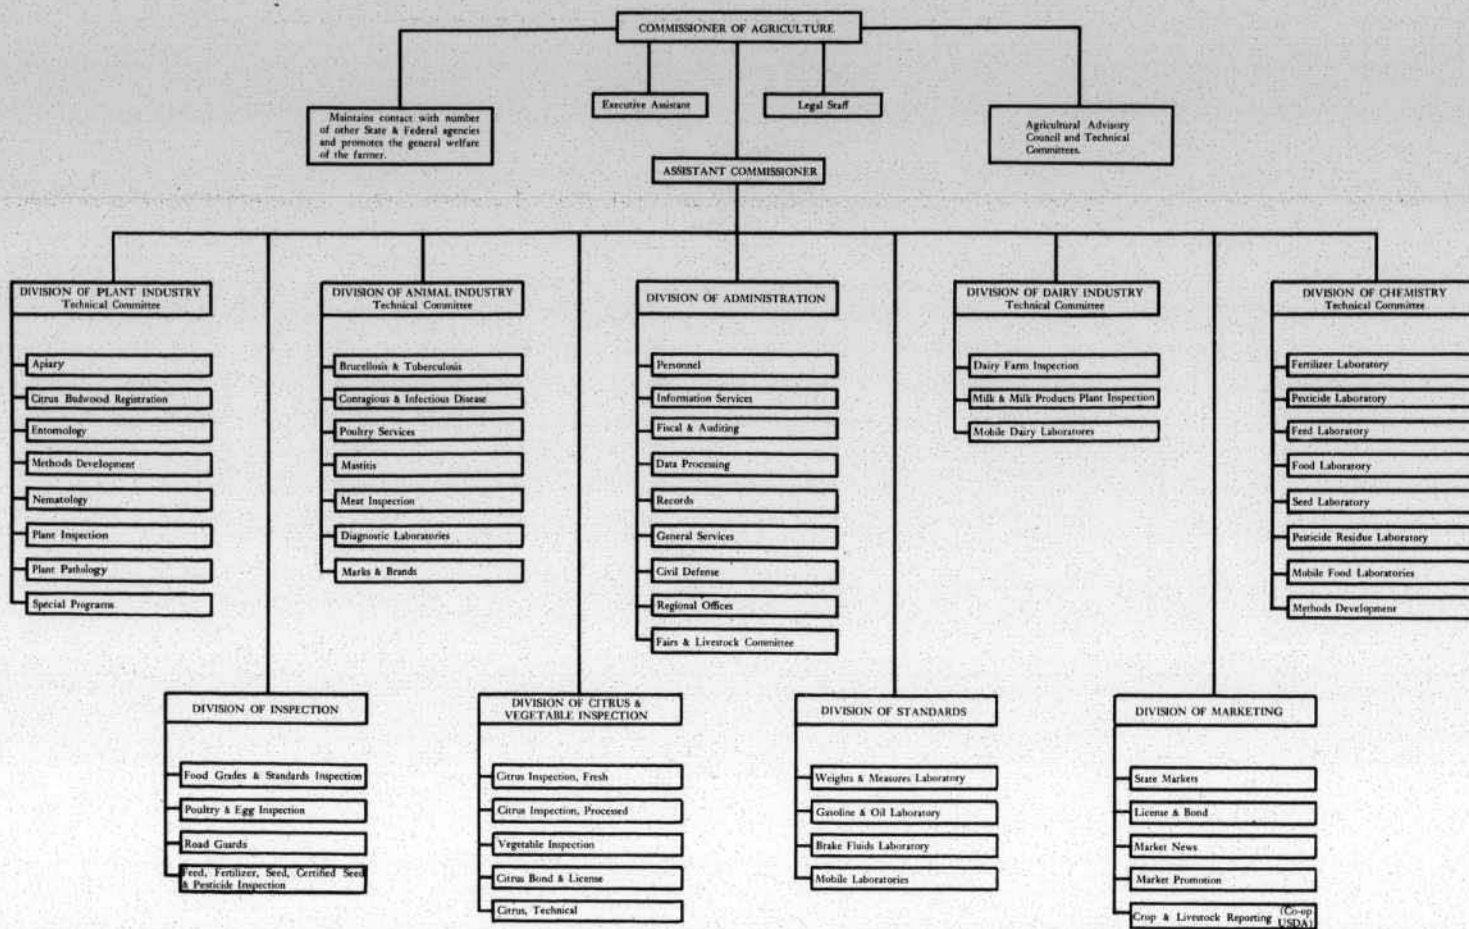 COMMISSIONER OF AGRICULTURE
Executive Assistant
Legal Staff
Maintains contact with number
of other State & Federal agencies
and promotes the general welfare
of the farmer.
Agricultural Advisory
Council and Technical
Committees.
ASSISTANT COMMISSIONER
DIVISION OF PLANT INDUSTRY
Technical Committee
Apiary
Citrus Budwood Registration
Entomology
Methods Development
Nematology
Plant Inspection
Plant Pathology
Special Programs
DIVISION OF ANIMAL INDUSTRY
Technical Committee
Brucellosis & Tuberculosis
Contagious & Infectious Disease
Poultry Services
Mastitis
Meat Inspection
Diagnostic Laboratories
Marks & Brands
DIVISION OF ADMINISTRATION
Personnel
Information Services
Fiscal & Auditing
Data Processing
Records
General Services
Civil Defense
Regional Offices
Fairs & Livestock Committee
DIVISION OF DAIRY INDUSTRY
Technical Committee
Dairy Farm Inspection
Milk & Milk Products Plant Inspection
Mobile Dairy Laboratores
DIVISION OF CHEMISTRY
Technical Committee
Fertilizer Laboratory
Pesticide Laboratory
Feed Laboratory
Food Laboratory
Seed Laboratory
Pesticide Residue Laboratory
Mobile Food Laboratories
Methods Development
DIVISION OF INSPECTION
Food Grades & Standards Inspection
Poultry & Egg Inspection
Road Guards
Feed, Fertilizer, Seed, Certified Seed
& Pesticide Inspection
DIVISION OF CITRUS &
VEGETABLE INSPECTION
Citrus Inspection, Fresh
Citrus Inspection, Processed
Vegetable Inspection
Citrus Bond & License
Citrus, Technical
DIVISION OF STANDARDS
Weights & Measures Laboratory
Gasoline & Oil Laboratory
Brake Fluids Laboratory
Mobile Laboratories
DIVISION OF MARKETING
State Markets
License & Bond
Market News
Market Promotion
Crop & Livestock Reporting (Co-op
USDA)